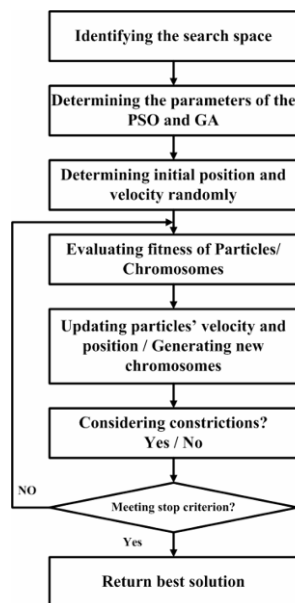 Identifying the search space
Determining the parameters of the
PSO and GA
Determining initial position and
velocity randomly
Evaluating fitness of Particles/
Chromosomes
Updating particles' velocity and
position / Generating new
chromosomes
Considering constrictions?
Yes / No
Meeting stop criterion?
NO
Yes
Return best solution